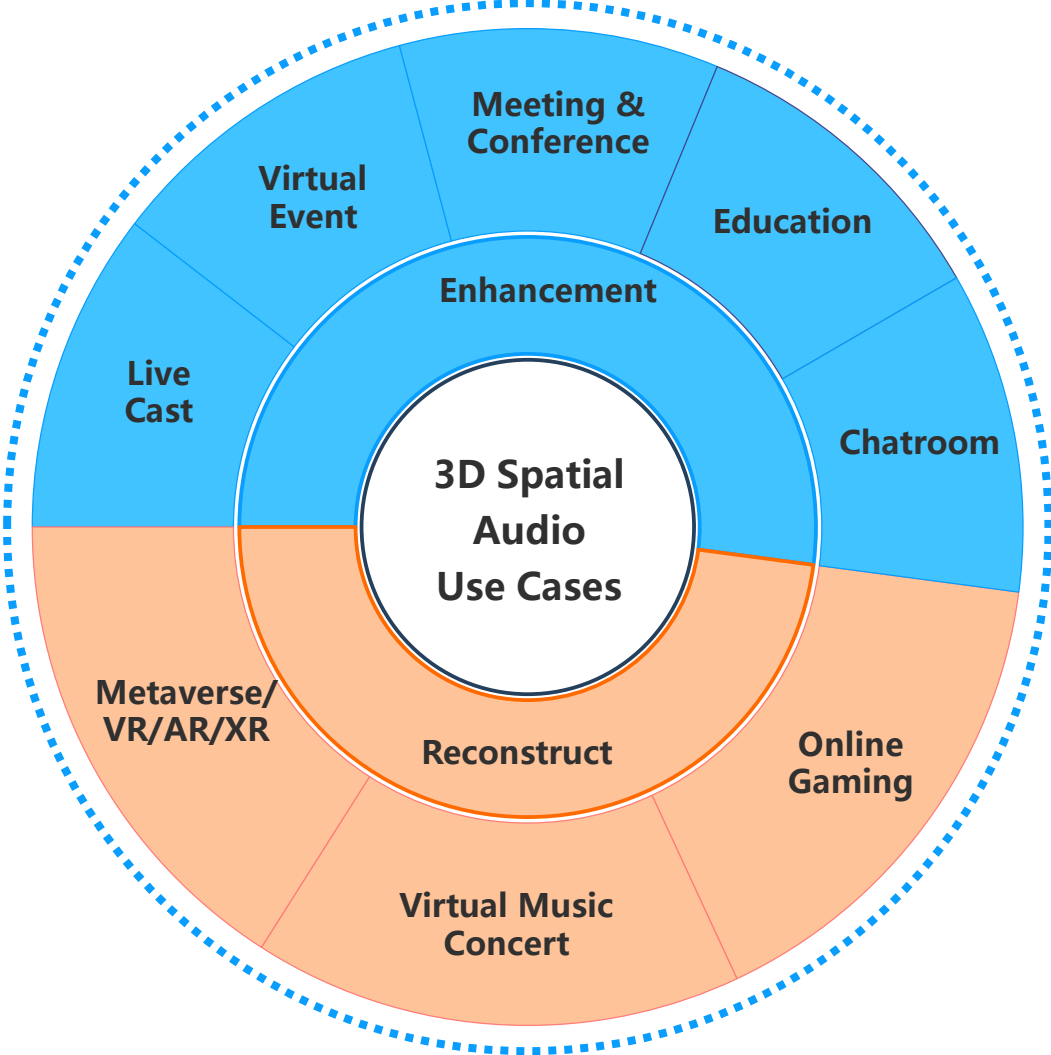 Meeting &
Conference
Virtual
Event
Education
Enhancement
Live
Cast
Chatroom
3D Spatial
Audio
Use Cases
Metaverse/
VR/AR/XR
Reconstruct
Online
Gaming
Virtual Music
Concert